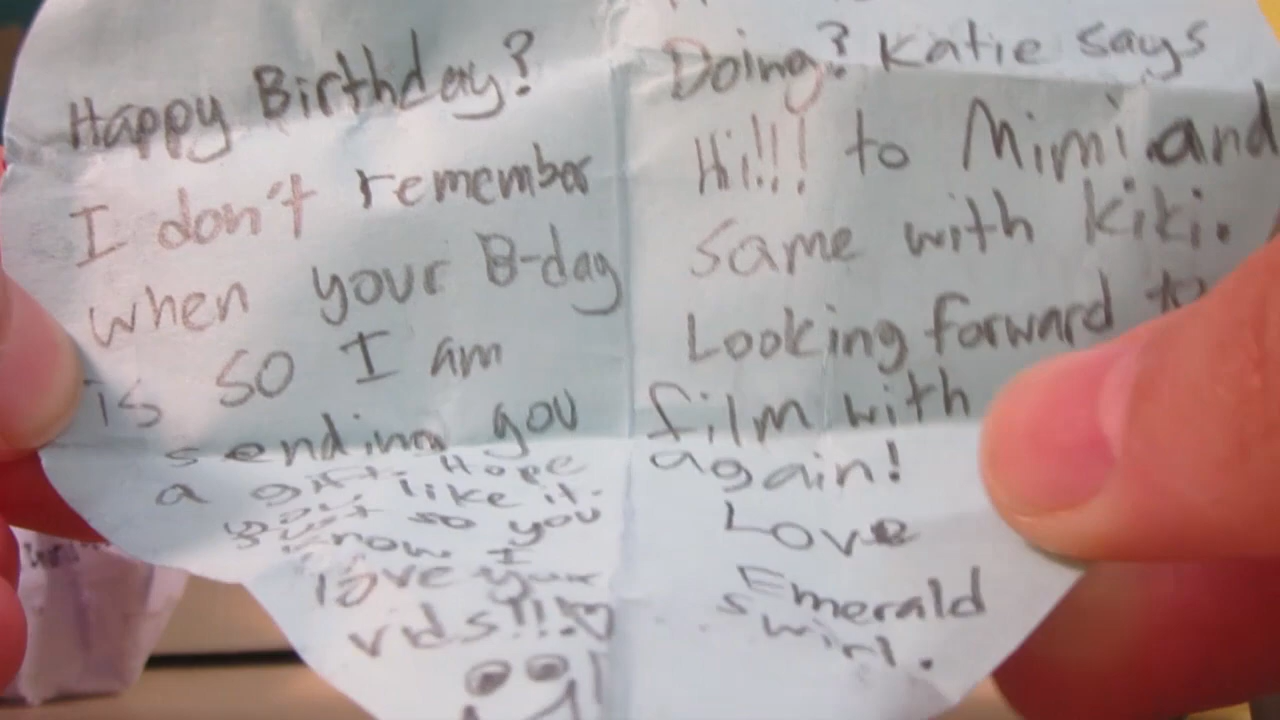 Happy Birthday?
I don't remember
when your B-day
is so I am
sending you
a gift. Hope
you like it.
Just so you
know I
love your
vids!!!♡
Doing? Katie says
Hi!!! to Mimi and
same with kiki.
Looking forward to
film with
again!
Love
Emerald
swirl.